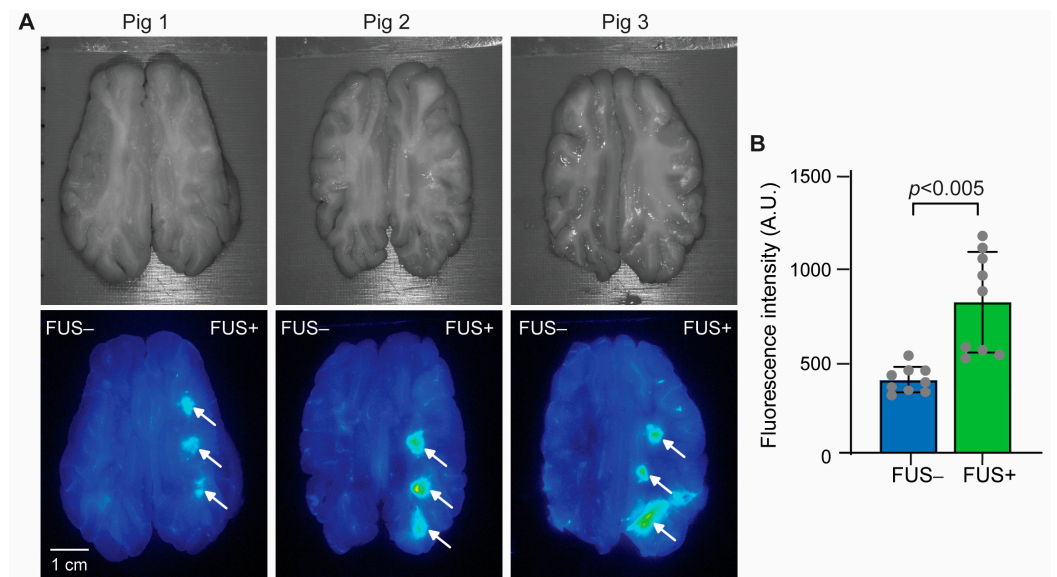 A
Pig 1
Pig 2
Pig 3
FUS–
FUS+
FUS–
FUS+
FUS–
FUS+
1 cm
B
Fluorescence intensity (A.U.)
1500
1000
500
0
p<0.005
FUS–
FUS+